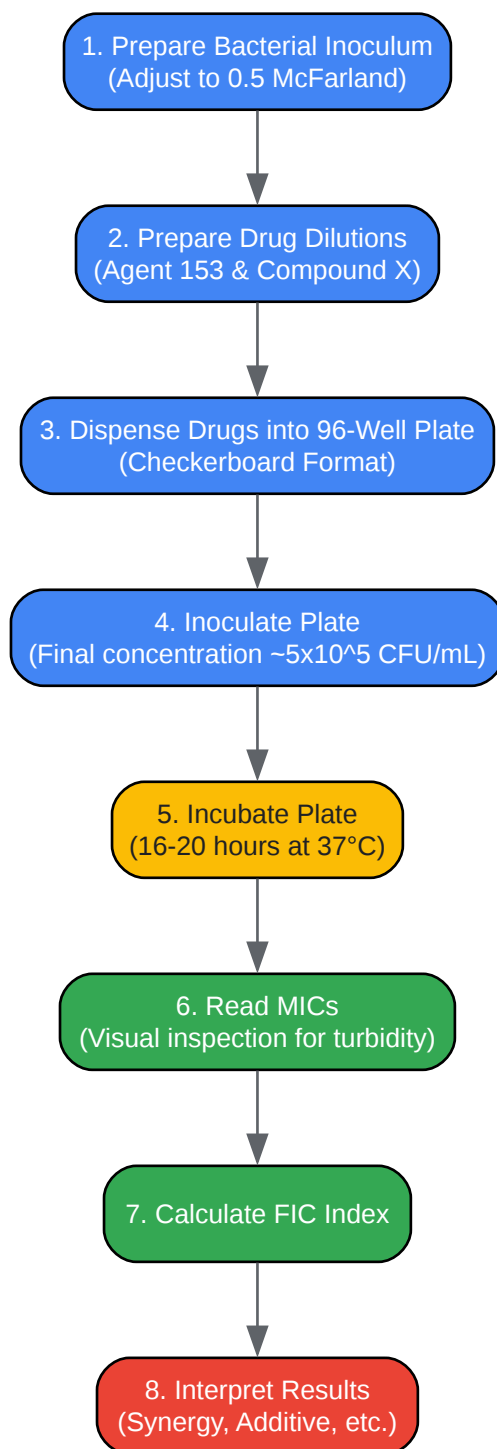 1. Prepare Bacterial Inoculum
(Adjust to 0.5 McFarland)
2. Prepare Drug Dilutions
(Agent 153 & Compound X)
3. Dispense Drugs into 96-Well Plate
(Checkerboard Format)
4. Inoculate Plate
(Final concentration ~5x10^5 CFU/mL)
5. Incubate Plate
(16-20 hours at 37°C)
6. Read MICs
(Visual inspection for turbidity)
7. Calculate FIC Index
8. Interpret Results
(Synergy, Additive, etc.)